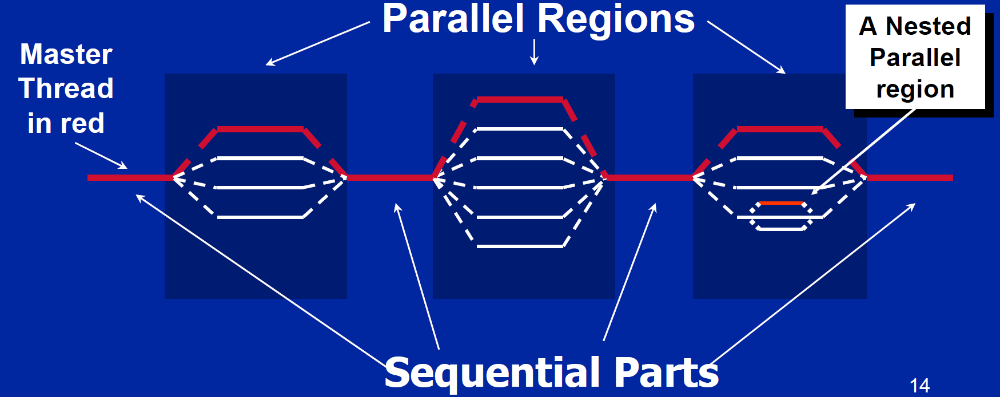 Parallel Regions
A Nested
Parallel
region
Master
Thread
in red
Sequential Parts
14